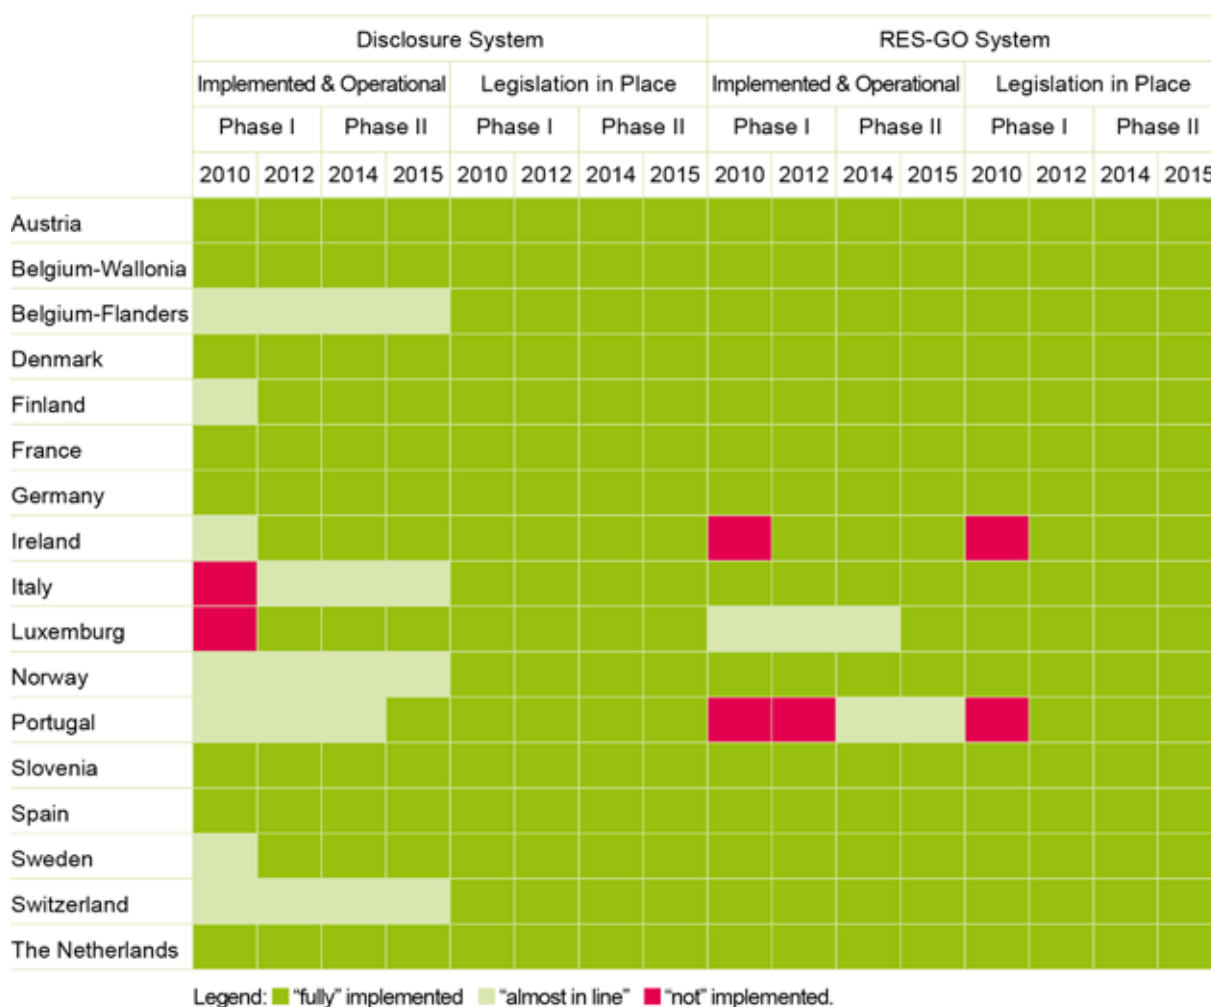 Disclosure System RES-GO System
Implemented & Operational Legislation in Place Implemented & Operational Legislation in Place
Phase I Phase II Phase I Phase II Phase I Phase II Phase I Phase II
2010 2012 2014 2015 2010 2012 2014 2015 2010 2012 2014 2015 2010 2012 2014 2015
Austria
Belgium-Wallonia
Belgium-Flanders
Denmark
Finland
France
Germany
Ireland
Italy
Luxemburg
Norway
Portugal
Slovenia
Spain
Sweden
Switzerland
The Netherlands
Legend: "fully" implemented "almost in line" "not" implemented.